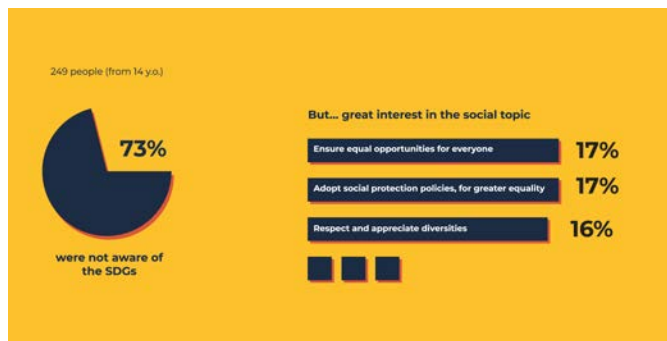 249 people (from 14 y.o.)
73%
were not aware of
the SDGs
But... great interest in the social topic
Ensure equal opportunities for everyone
17%
Adopt social protection policies, for greater equality
17%
Respect and appreciate diversities
16%